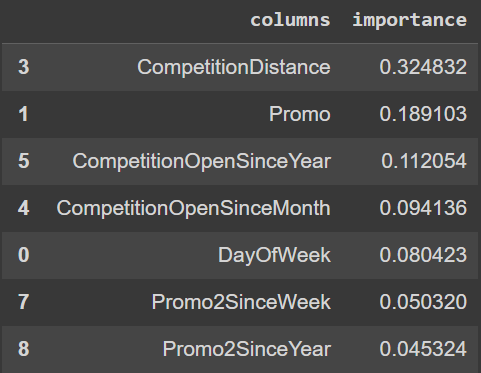 columns importance
3 CompetitionDistance 0.324832
1 Promo 0.189103
5 CompetitionOpenSinceYear 0.112054
4 CompetitionOpenSinceMonth 0.094136
0 DayOfWeek 0.080423
7 Promo2SinceWeek 0.050320
8 Promo2SinceYear 0.045324